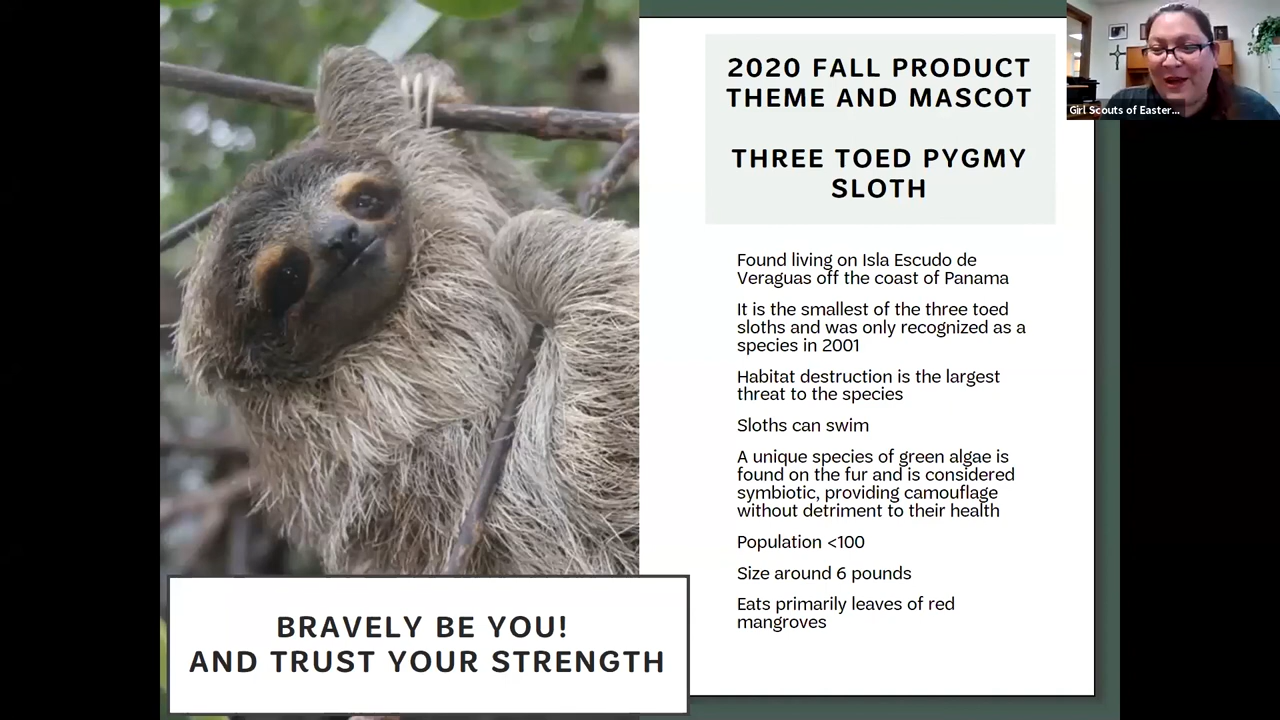 2020 FALL PRODUCT
THEME AND MASCOT
THREE TOED PYGMY
SLOTH
Girl Scouts of Easter...
Found living on Isla Escudo de
Veraguas off the coast of Panama
It is the smallest of the three toed
sloths and was only recognized as a
species in 2001
Habitat destruction is the largest
threat to the species
Sloths can swim
A unique species of green algae is
found on the fur and is considered
symbiotic, providing camouflage
without detriment to their health
Population <100
Size around 6 pounds
Eats primarily leaves of red
mangroves
BRAVELY BE YOU!
AND TRUST YOUR STRENGTH